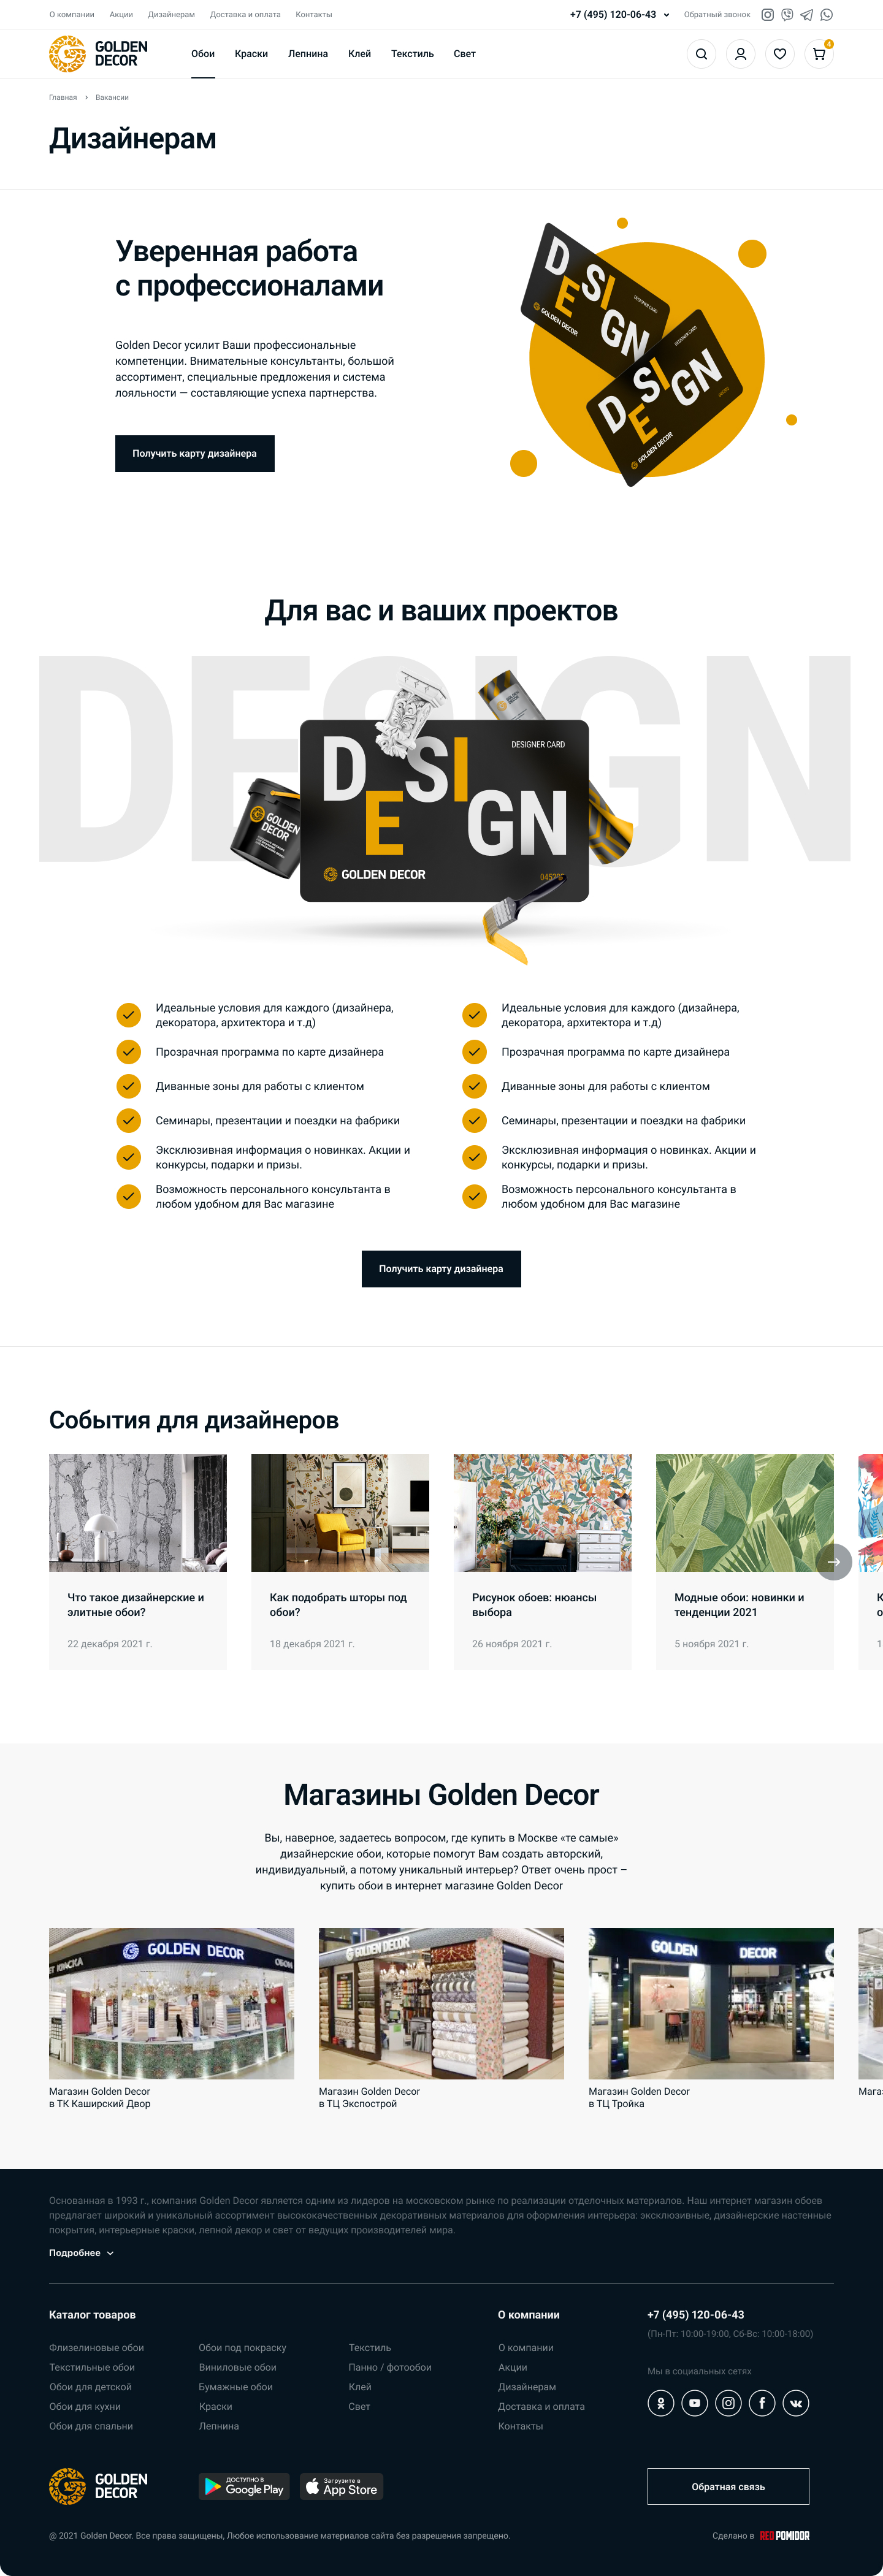 О компании Акции Дизайнерам Доставка и оплата Контакты +7 (495) 120-06-43 Обратный звонок
GOLDEN DECOR
Обои Краски Лепнина Клей Текстиль Свет
4
Главная > Вакансии
Дизайнерам
Уверенная работа
с профессионалами
Golden Decor усилит Ваши профессиональные
компетенции. Внимательные консультанты, большой
ассортимент, специальные предложения и система
лояльности — составляющие успеха партнерства.
Получить карту дизайнера
DESIGN
DESIGNER CARD
GOLDEN DECOR
DESIGN
DESIGNER CARD
GOLDEN DECOR
Для вас и ваших проектов
DESIGN
DESIGN
DESIGNER CARD
GOLDEN DECOR
GOLDEN DECOR
Идеальные условия для каждого (дизайнера,
декоратора, архитектора и т.д)
Прозрачная программа по карте дизайнера
Диванные зоны для работы с клиентом
Семинары, презентации и поездки на фабрики
Эксклюзивная информация о новинках. Акции и
конкурсы, подарки и призы.
Возможность персонального консультанта в
любом удобном для Вас магазине
Идеальные условия для каждого (дизайнера,
декоратора, архитектора и т.д)
Прозрачная программа по карте дизайнера
Диванные зоны для работы с клиентом
Семинары, презентации и поездки на фабрики
Эксклюзивная информация о новинках. Акции и
конкурсы, подарки и призы.
Возможность персонального консультанта в
любом удобном для Вас магазине
Получить карту дизайнера
События для дизайнеров
Что такое дизайнерские и
элитные обои?
22 декабря 2021 г.
Как подобрать шторы под
обои?
18 декабря 2021 г.
Рисунок обоев: нюансы
выбора
26 ноября 2021 г.
Модные обои: новинки и
тенденции 2021
5 ноября 2021 г.
Магазины Golden Decor
Вы, наверное, задаетесь вопросом, где купить в Москве «те самые»
дизайнерские обои, которые помогут Вам создать авторский,
индивидуальный, а потому уникальный интерьер? Ответ очень прост –
купить обои в интернет магазине Golden Decor
GOLDEN DECOR
КРАСКА
GOLDEN DECOR
GOLDEN DECOR
Магазин Golden Decor
в ТК Каширский Двор
Магазин Golden Decor
в ТЦ Экспострой
Магазин Golden Decor
в ТЦ Тройка
Основанная в 1993 г., компания Golden Decor является одним из лидеров на московском рынке по реализации отделочных материалов. Наш интернет магазин обоев
предлагает широкий и уникальный ассортимент высококачественных декоративных материалов для оформления интерьера: эксклюзивные, дизайнерские настенные
покрытия, интерьерные краски, лепной декор и свет от ведущих производителей мира.
Подробнее
Каталог товаров
Флизелиновые обои
Текстильные обои
Обои для детской
Обои для кухни
Обои для спальни
Обои под покраску
Виниловые обои
Бумажные обои
Краски
Лепнина
Текстиль
Панно / фотообои
Клей
Свет
О компании
О компании
Акции
Дизайнерам
Доставка и оплата
Контакты
+7 (495) 120-06-43
(Пн-Пт: 10:00-19:00, Сб-Вс: 10:00-18:00)
Мы в социальных сетях
GOLDEN DECOR
ДОСТУПНО В
Google Play
Загрузите в
App Store
Обратная связь
@ 2021 Golden Decor. Все права защищены, Любое использование материалов сайта без разрешения запрещено.
Сделано в REDPOMIDOR